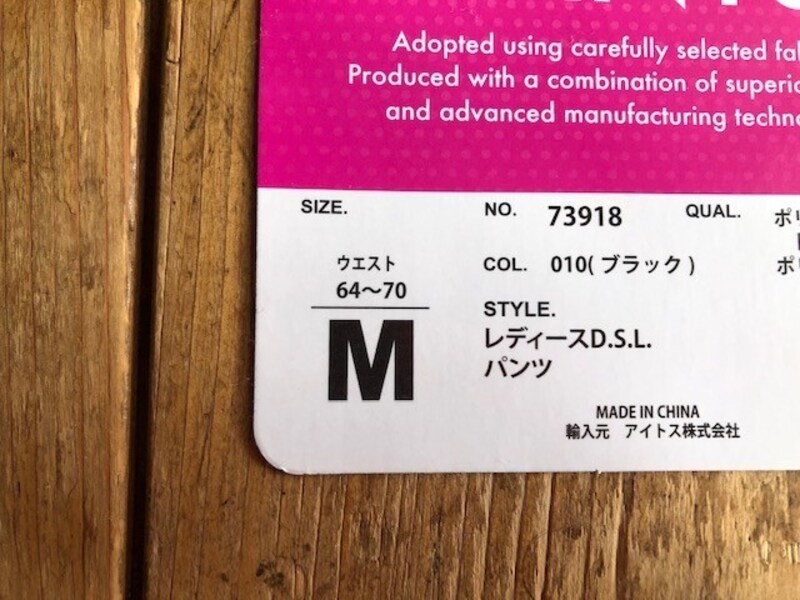 Adopted using carefully selected
Produced with a combination of
and advanced manufacturing
SIZE.
ウエスト
64〜70
M
NO. 73918
COL. 010(ブラック)
STYLE.
レディースD.S.L.
パンツ
QUAL.
MADE IN CHINA
輸入元 アイトス株式会社